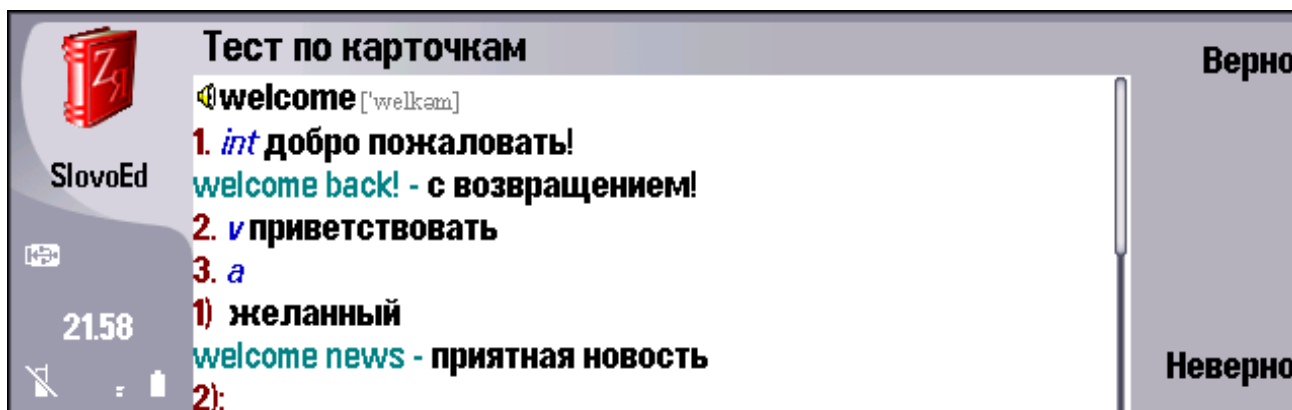 Тест по карточкам
Верно
SlovoEd
welcome ['welkəm]
1. int добро пожаловать!
welcome back! - с возвращением!
2. v приветствовать
3. a
1) желанный
welcome news - приятная новость
2):
21.58
Неверно